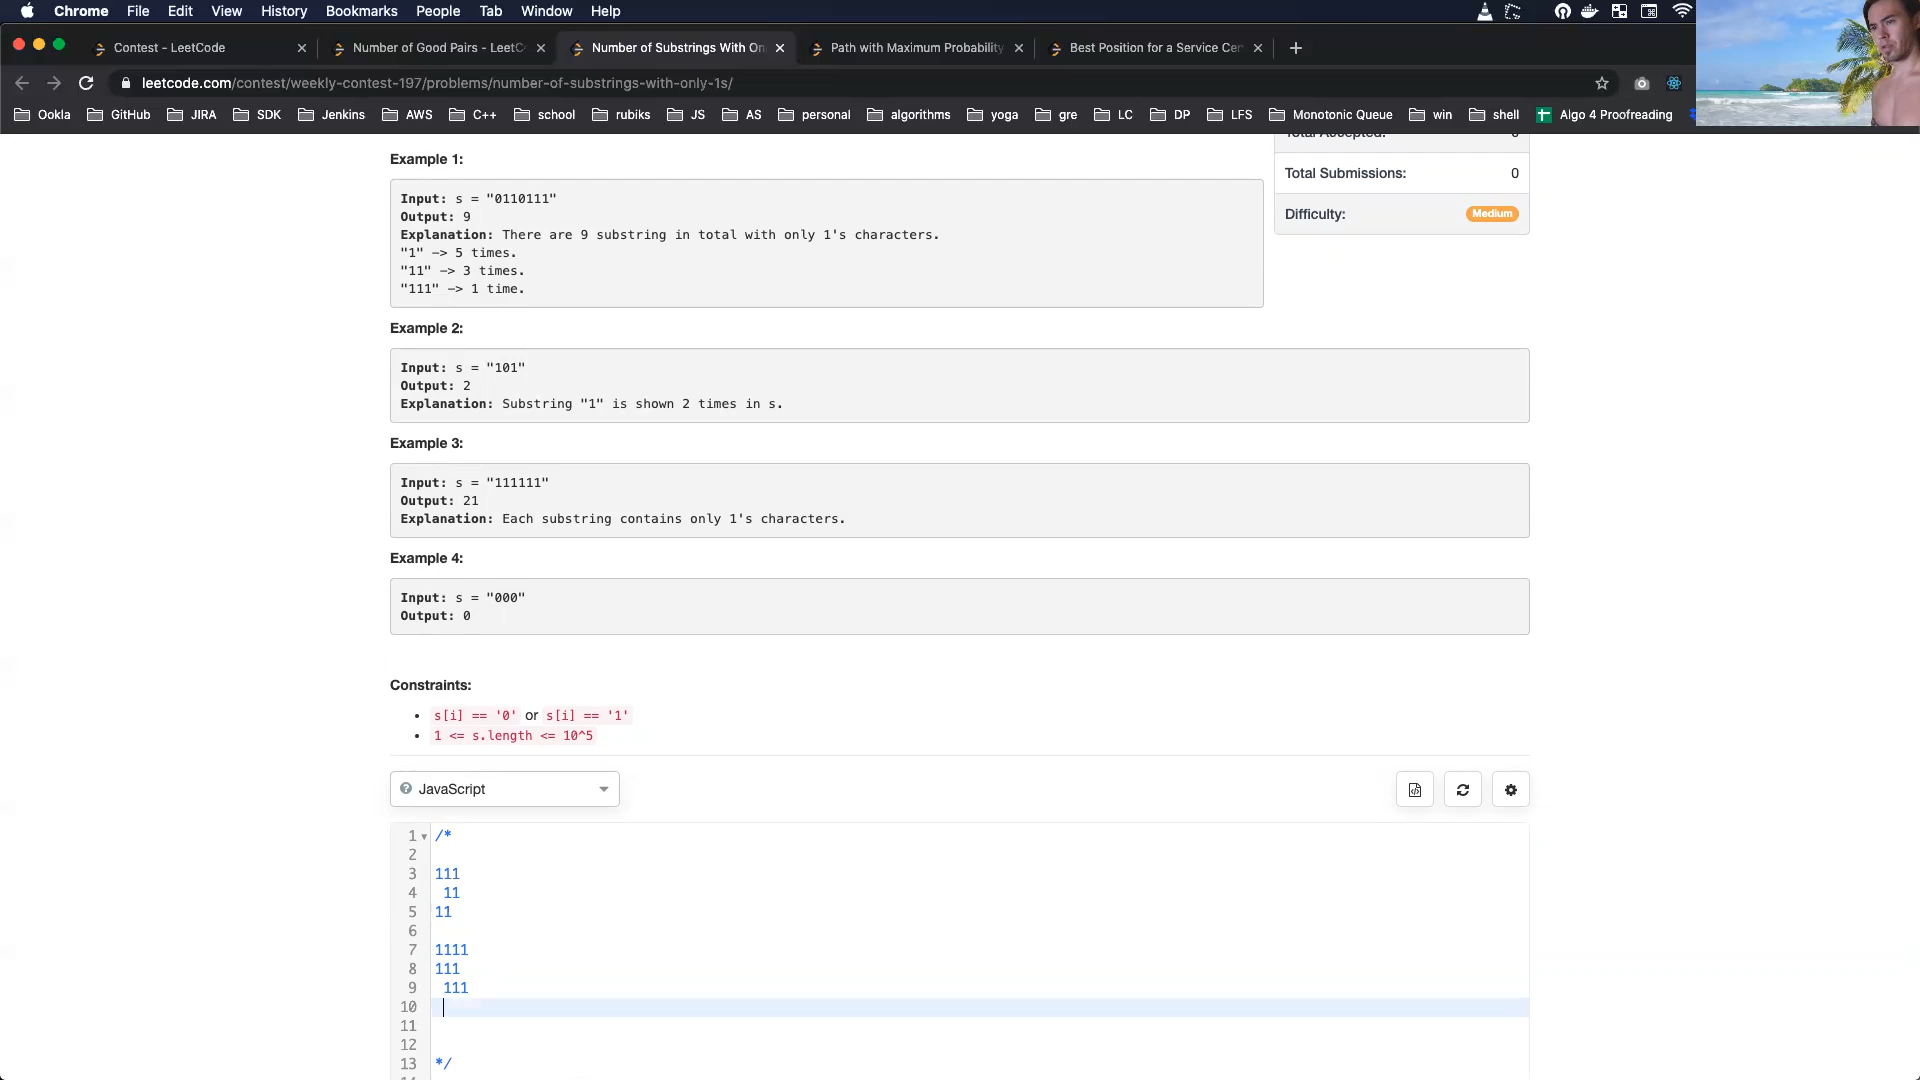 Chrome File Edit View History Bookmarks People Tab Window Help
Contest - LeetCode
Number of Good Pairs - LeetC
Number of Substrings With On
Path with Maximum Probability
Best Position for a Service Cen
leetcode.com/contest/weekly-contest-197/problems/number-of-substrings-with-only-1s/
Ookla GitHub JIRA SDK Jenkins AWS C++ school rubiks JS AS personal algorithms yoga gre LC DP LFS Monotonic Queue win shell Algo 4 Proofreading
Total Accepted: 0
Example 1:
Total Submissions: 0
Input: s = "0110111"
Output: 9
Difficulty: Medium
Explanation: There are 9 substring in total with only 1's characters.
"1" -> 5 times.
"11" -> 3 times.
"111" -> 1 time.
Example 2:
Input: s = "101"
Output: 2
Explanation: Substring "1" is shown 2 times in s.
Example 3:
Input: s = "111111"
Output: 21
Explanation: Each substring contains only 1's characters.
Example 4:
Input: s = "000"
Output: 0
Constraints:
• s[i] == '0' or s[i] == '1'
• 1 <= s.length <= 10^5
JavaScript
1 /*
2
3 111
4  11
5 11
6
7 1111
8 111
9  111
10
11
12
13 */